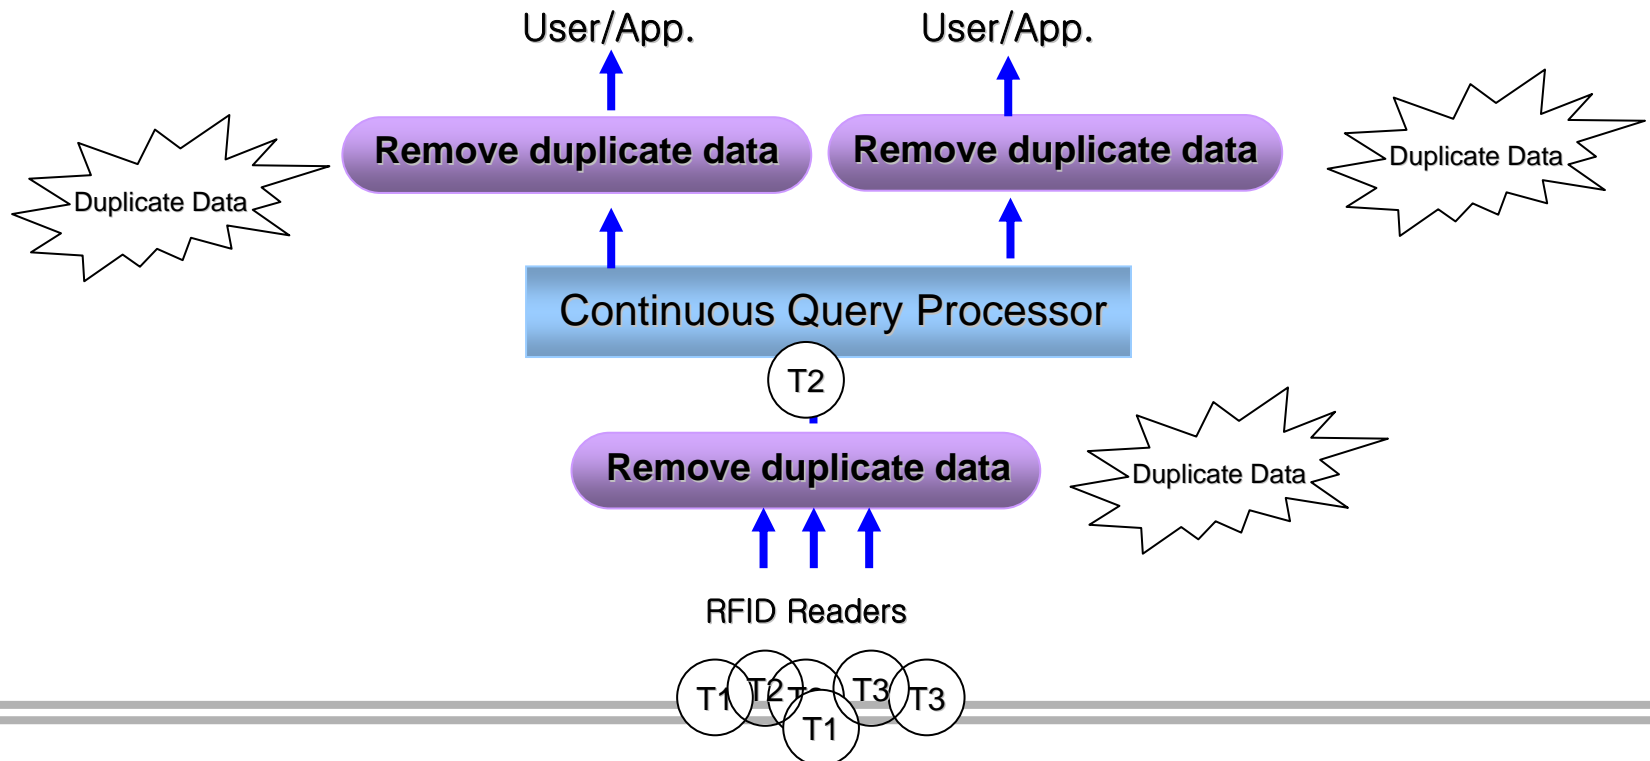 User/App.
User/App.
Remove duplicate data
Remove duplicate data
Duplicate Data
Duplicate Data
Continuous Query Processor
T2
Remove duplicate data
Duplicate Data
RFID Readers
T1
T2
T3
T3
T1